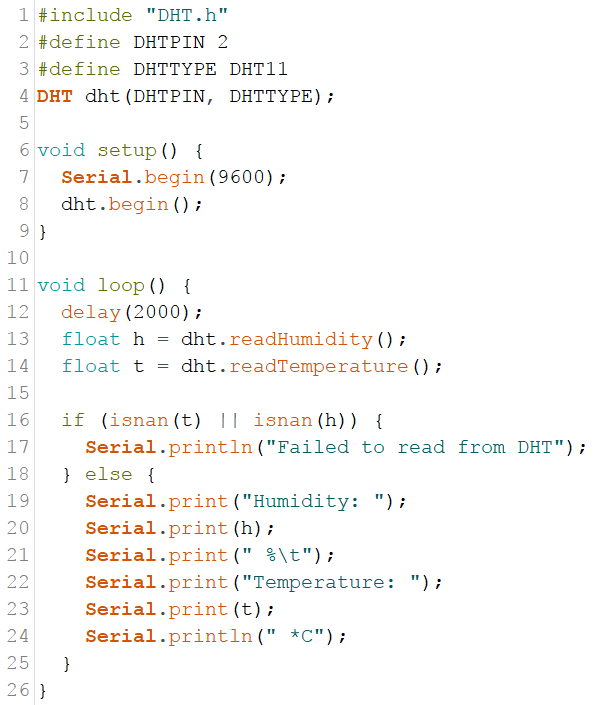 1 #include "DHT.h"
2 #define DHTPIN 2
3 #define DHTTYPE DHT11
4 DHT dht(DHTPIN, DHTTYPE);
5
6 void setup() {
7   Serial.begin(9600);
8   dht.begin();
9 }
10
11 void loop() {
12   delay(2000);
13   float h = dht.readHumidity();
14   float t = dht.readTemperature();
15
16   if (isnan(t) || isnan(h)) {
17     Serial.println("Failed to read from DHT");
18   } else {
19     Serial.print("Humidity: ");
20     Serial.print(h);
21     Serial.print(" %\t");
22     Serial.print("Temperature: ");
23     Serial.print(t);
24     Serial.println(" *C");
25   }
26 }